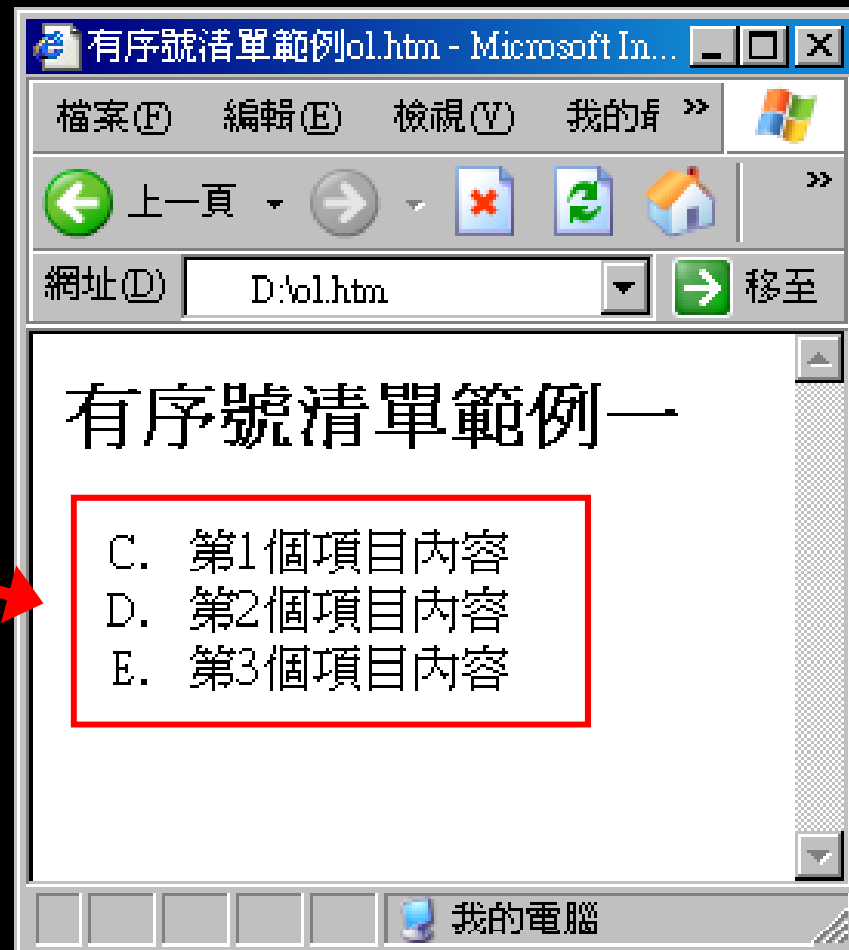 有序號清單範例ol.htm - Microsoft In...
檔案(F) 編輯(E) 檢視(V) 我的 »
上一頁 »
網址(D) D:\ol.htm 移至
有序號清單範例一
C. 第1個項目內容
D. 第2個項目內容
E. 第3個項目內容
我的電腦